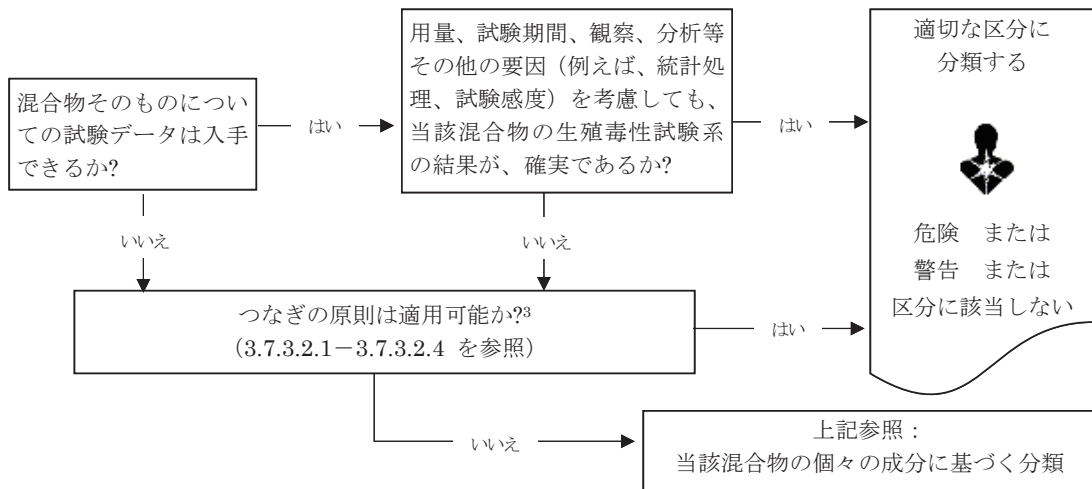 混合物そのものについ
ての試験データは入手
できるか?
はい
用量、試験期間、観察、分析等
その他の要因（例えば、統計処
理、試験感度）を考慮しても、
当該混合物の生殖毒性試験系
の結果が、確実であるか?
はい
適切な区分に
分類する
危険　または
警告　または
区分に該当しない
いいえ
いいえ
つなぎの原則は適用可能か?³
（3.7.3.2.1－3.7.3.2.4 を参照）
はい
いいえ
上記参照：
当該混合物の個々の成分に基づく分類